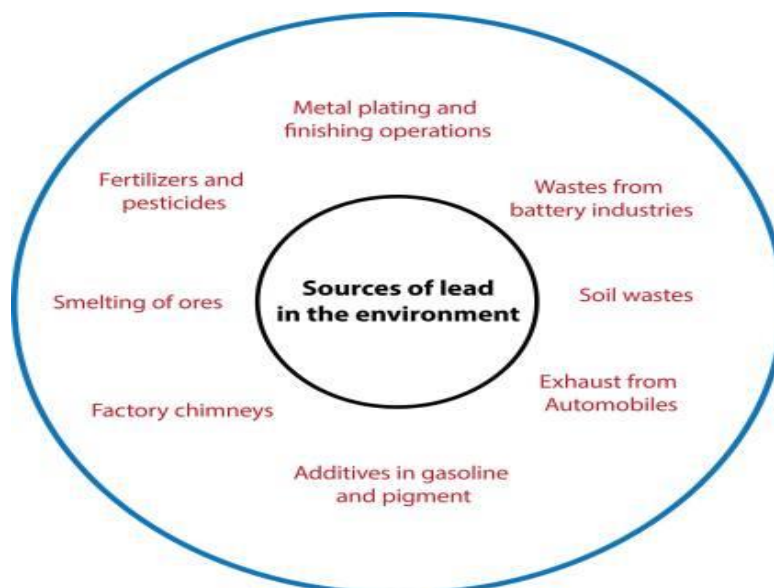 Metal plating and
finishing operations
Fertilizers and
pesticides
Wastes from
battery industries
Sources of lead
in the environment
Smelting of ores
Soil wastes
Exhaust from
Automobiles
Factory chimneys
Additives in gasoline
and pigment